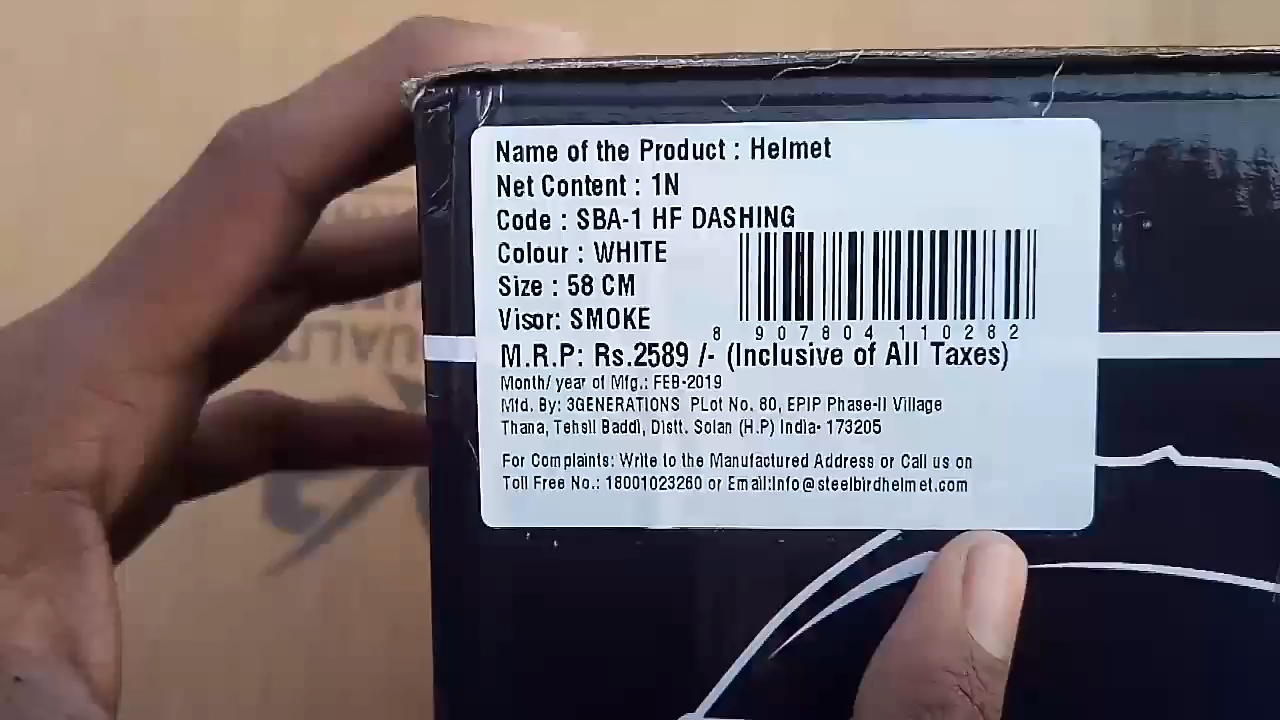 Name of the Product : Helmet
Net Content : 1N
Code : SBA-1 HF DASHING
Colour : WHITE
Size : 58 CM
Visor: SMOKE
8 907804 110282
M.R.P: Rs.2589 /- (Inclusive of All Taxes)
Month/ year of Mfg.: FEB-2019
Mfd. By: 3GENERATIONS PLot No. 80, EPIP Phase-II Village
Thana, Tehsil Baddi, Distt. Solan (H.P) India- 173205
For Complaints: Write to the Manufactured Address or Call us on
Toll Free No.: 18001023260 or Email:Info@steelbirdhelmet.com